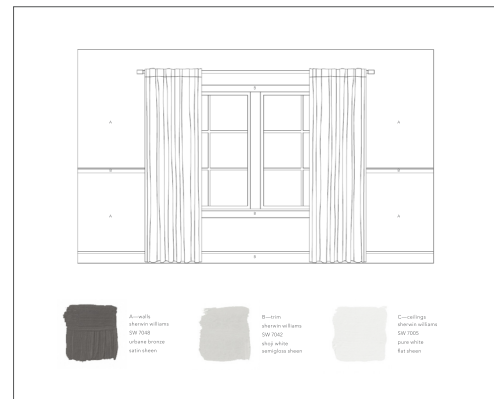 B
A
A
B
B
B
A
A
B
A—walls
sherwin williams
SW 7048
urbane bronze
satin sheen
B—trim
sherwin williams
SW 7042
shoji white
semigloss sheen
C—ceilings
sherwin williams
SW 7005
pure white
flat sheen